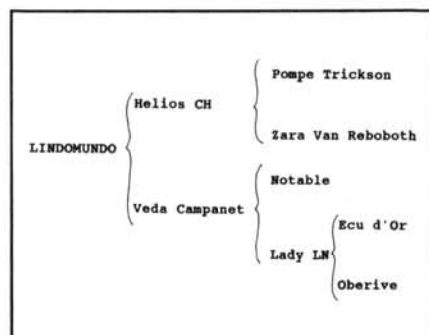 Pompe Trickson
Helios CH
Zara Van Reboboth
LINDOMUNDO
Notable
Veda Campanet
Ecu d'Or
Lady LN
Oberive